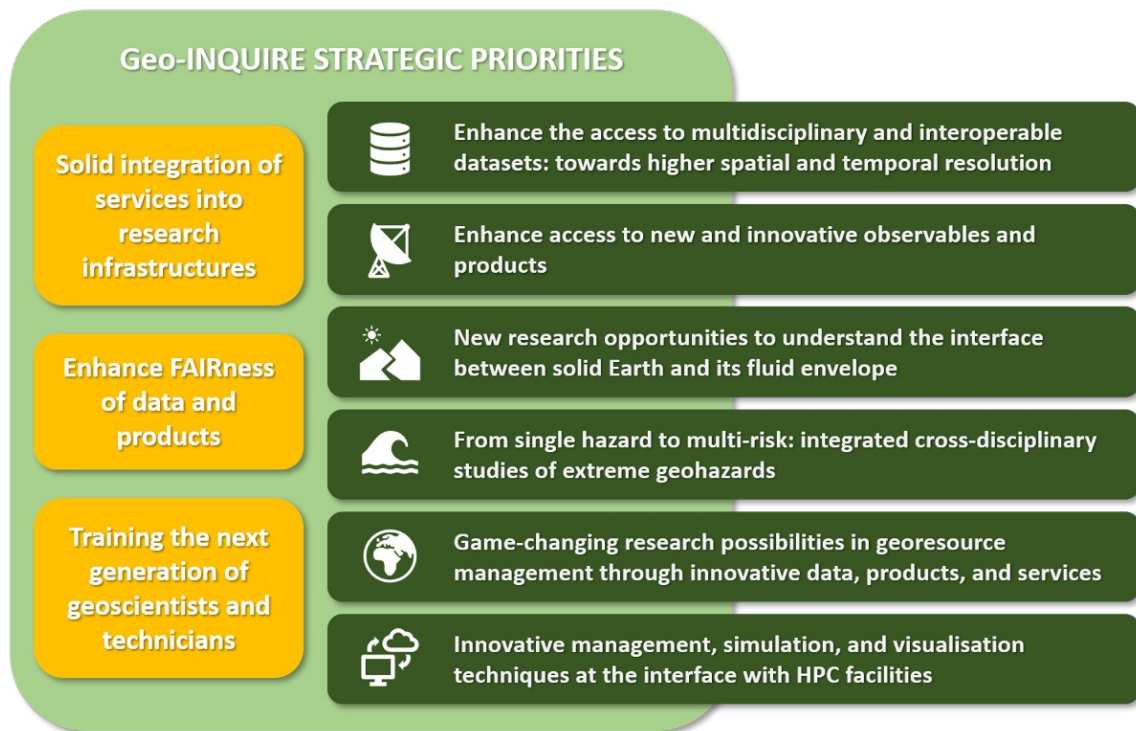 Geo-INQUIRE STRATEGIC PRIORITIES
Solid integration of
services into
research
infrastructures
Enhance FAIRness
of data and
products
Training the next
generation of
geoscientists and
technicians
Enhance the access to multidisciplinary and interoperable
datasets: towards higher spatial and temporal resolution
Enhance access to new and innovative observables and
products
New research opportunities to understand the interface
between solid Earth and its fluid envelope
From single hazard to multi-risk: integrated cross-disciplinary
studies of extreme geohazards
Game-changing research possibilities in georesource
management through innovative data, products, and services
Innovative management, simulation, and visualisation
techniques at the interface with HPC facilities